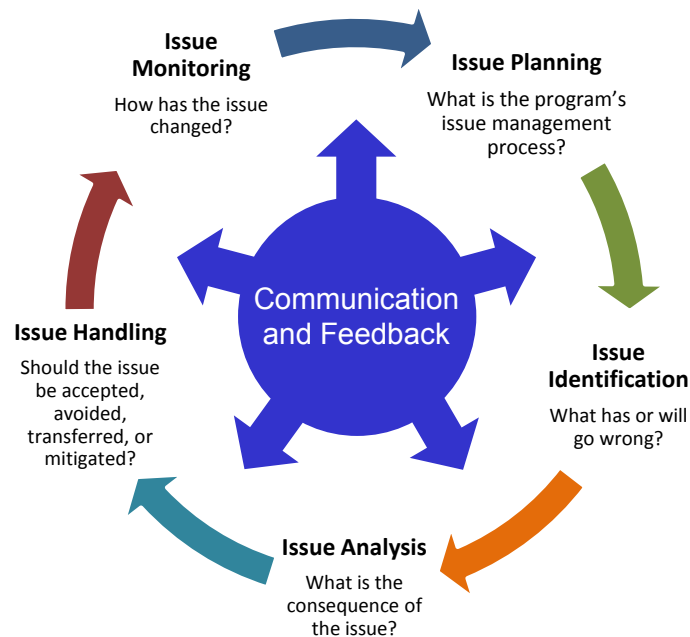 Issue
Monitoring
How has the issue
changed?
Issue Planning
What is the program’s
issue management
process?
Communication
and Feedback
Issue Handling
Should the issue
be accepted,
avoided,
transferred, or
mitigated?
Issue
Identification
What has or will
go wrong?
Issue Analysis
What is the
consequence of
the issue?